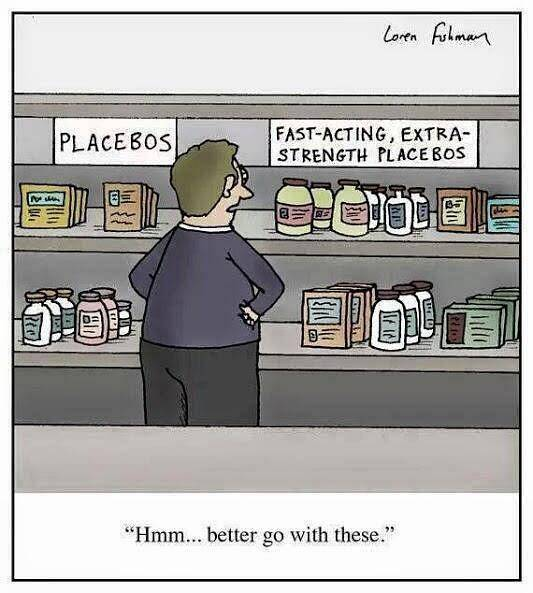 Loren Fishman
PLACEBOS
FAST-ACTING, EXTRA-
STRENGTH PLACEBOS
“Hmm... better go with these.”